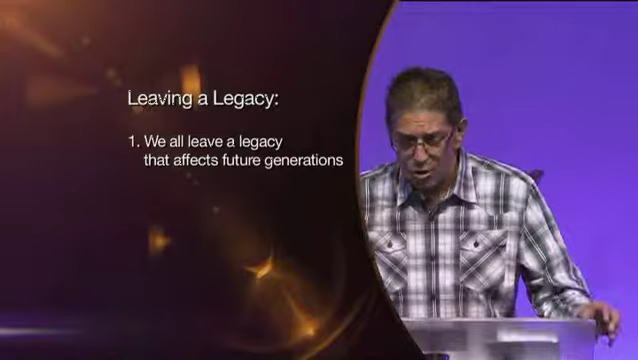 Leaving a Legacy:
1. We all leave a legacy
that affects future generations